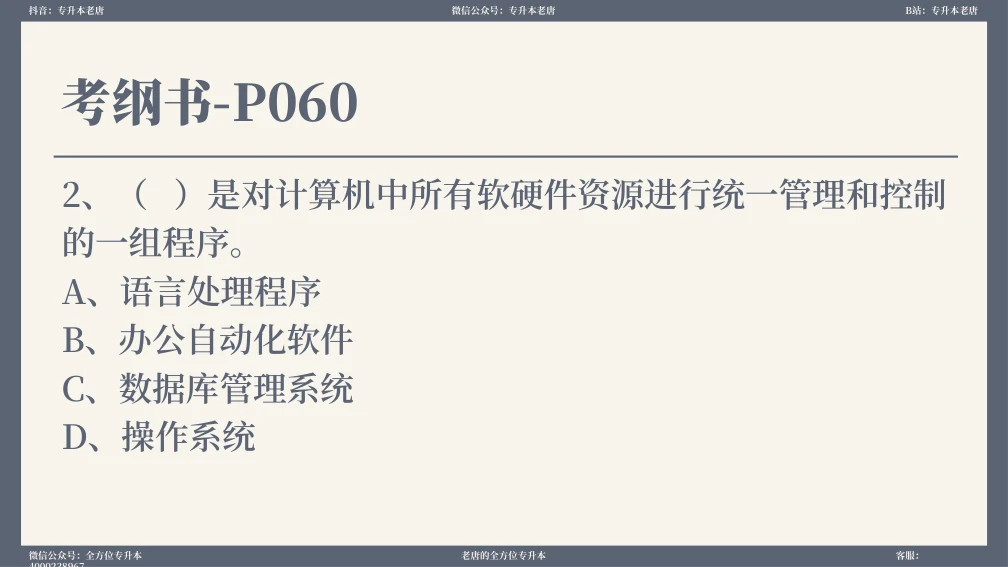 抖音：专升本老唐
微信公众号：专升本老唐
B站：专升本老唐
考纲书-P060
2、（ ）是对计算机中所有软硬件资源进行统一管理和控制
的一组程序。
A、语言处理程序
B、办公自动化软件
C、数据库管理系统
D、操作系统
微信公众号：全方位专升本
老唐的全方位专升本
客服：
4000238967